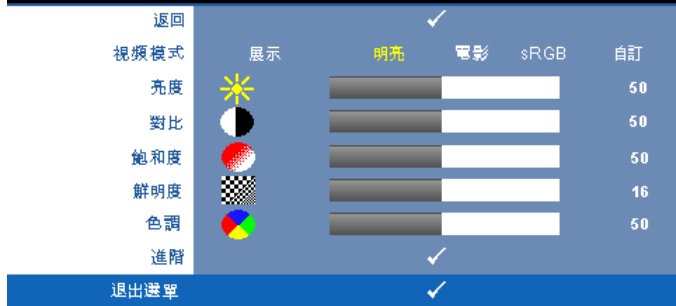 返回
視頻模式 展示 明亮 電影 sRGB 自訂
亮度 50
對比 50
飽和度 50
鮮明度 16
色調 50
進階
退出選單